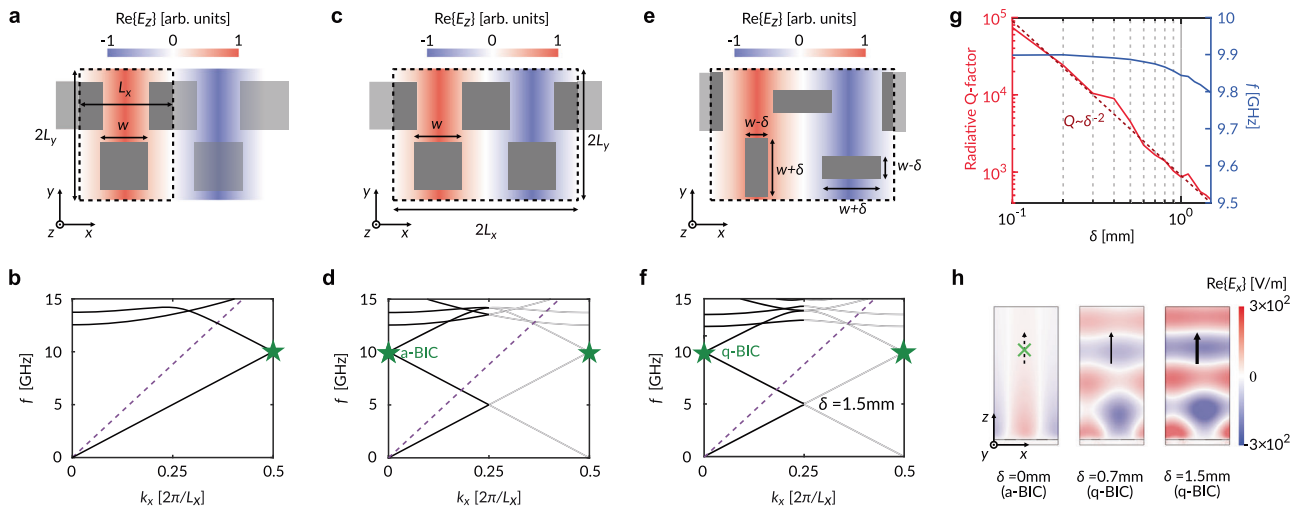 a
Re{E_z} [arb. units]
-1 0 1
L_x
w
2L_y
y
z x
c
Re{E_z} [arb. units]
-1 0 1
w
2L_y
2L_x
y
z x
e
Re{E_z} [arb. units]
-1 0 1
w-δ
w+δ
w-δ
w+δ
y
z x
g
Radiative Q-factor
10^5
10^4
10^3
Q~δ^-2
10^-1 10^0
δ [mm]
10
9.9
9.8
9.7
9.6
9.5
f [GHz]
b
f [GHz]
15
10
5
0
0 0.25 0.5
k_x [2π/L_x]
d
f [GHz]
15
10
5
0
a-BIC
0 0.25 0.5
k_x [2π/L_x]
f
f [GHz]
15
10
5
0
q-BIC
δ =1.5mm
0 0.25 0.5
k_x [2π/L_x]
h
Re{E_x} [V/m]
3×10^2
0
-3×10^2
z
y x
δ =0mm
(a-BIC)
δ =0.7mm
(q-BIC)
δ =1.5mm
(q-BIC)